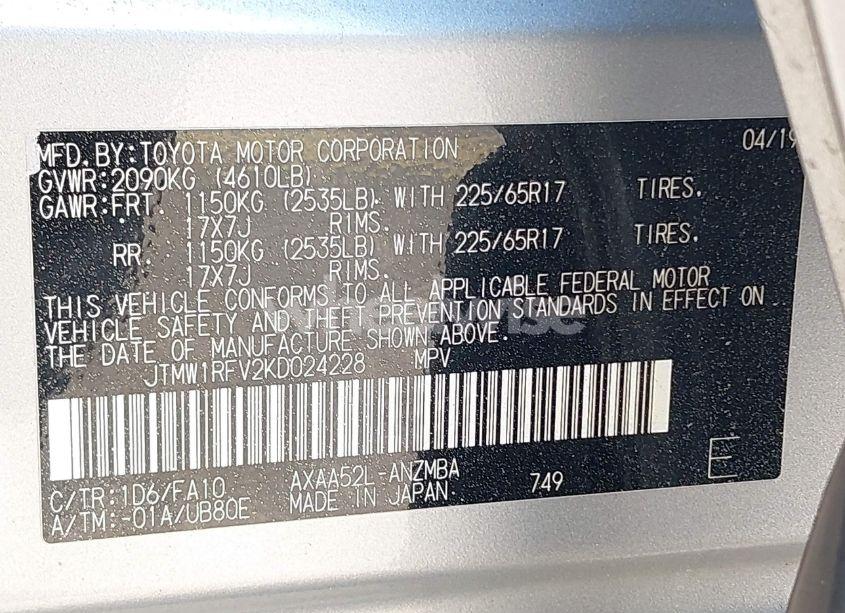 04/19
MFD.BY:TOYOTA MOTOR CORPORATION
GVWR:2090KG (4610LB)
GAWR:FRT. 1150KG (2535LB) WITH 225/65R17 TIRES.
17X7J RIMS.
RR. 1150KG (2535LB) WITH 225/65R17 TIRES.
17X7J RIMS.
THIS VEHICLE CONFORMS TO ALL APPLICABLE FEDERAL MOTOR
VEHICLE SAFETY AND THEFT PREVENTION STANDARDS IN EFFECT ON
THE DATE OF MANUFACTURE SHOWN ABOVE.
JTMW1RFV2KD024228 MPV
C/TR:1D6/FA10 AXAA52L-ANZMBA 749 E
A/TM:-01A/UB80E MADE IN JAPAN